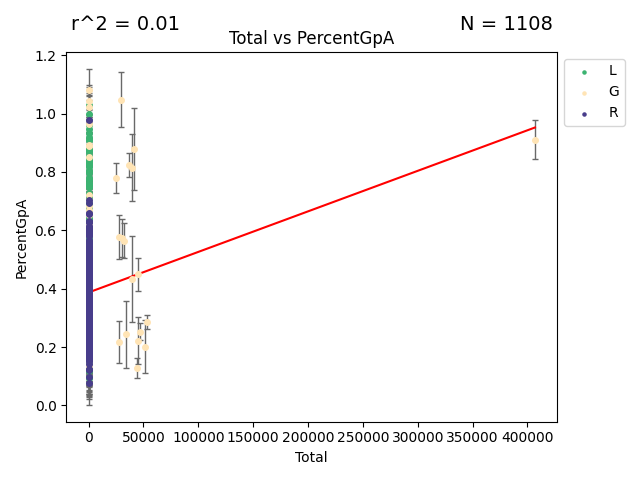 r^2 = 0.01 N = 1108
Total vs PercentGpA
1.2
1.0
0.8
0.6
0.4
0.2
0.0
PercentGpA
0 50000 100000 150000 200000 250000 300000 350000 400000
Total
L
G
R